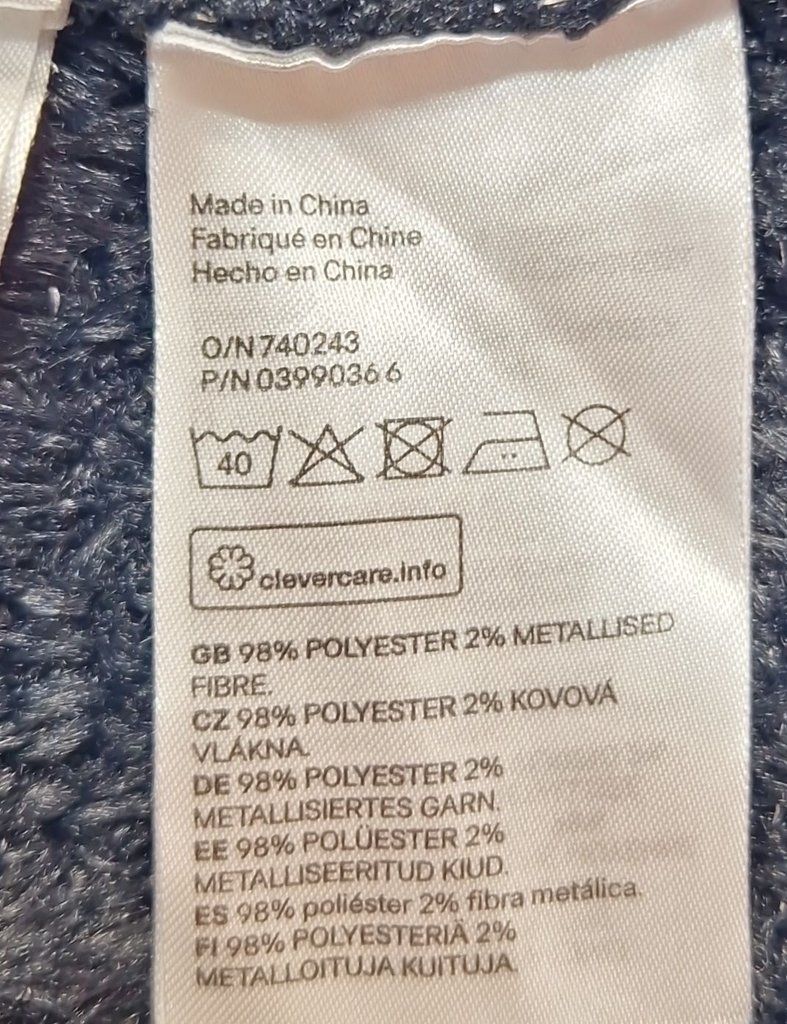 Made in China
Fabriqué en Chine
Hecho en China
O/N 740243
P/N 03990366
40
clevercare.info
GB 98% POLYESTER 2% METALLISED
FIBRE.
CZ 98% POLYESTER 2% KOVOVÁ
VLÁKNA.
DE 98% POLYESTER 2%
METALLISIERTES GARN.
EE 98% POLÜESTER 2%
METALLISEERITUD KIUD.
ES 98% poliéster 2% fibra metálica.
FI 98% POLYESTERIÄ 2%
METALLOITUJA KUITUJA.